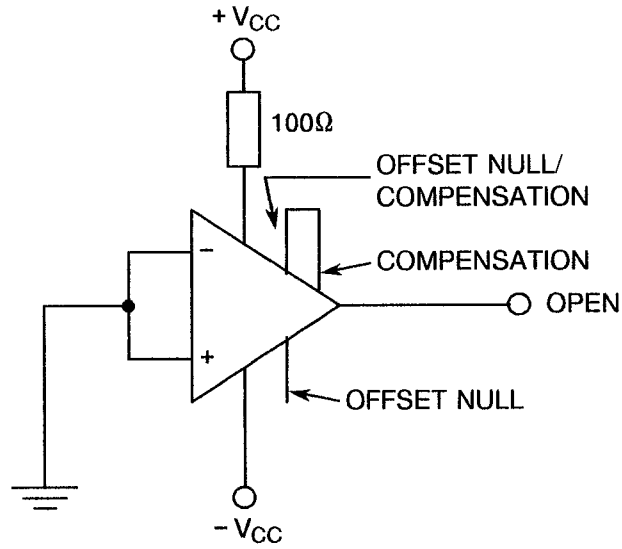 + VCC
100Ω
OFFSET NULL/
COMPENSATION
−
COMPENSATION
OPEN
+
OFFSET NULL
− VCC